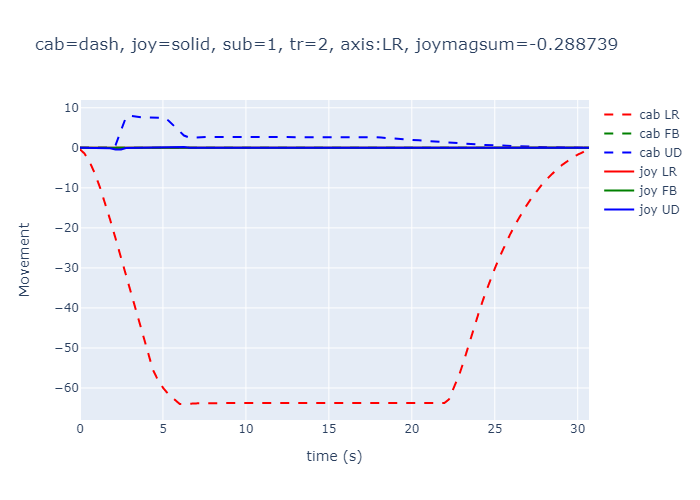 cab=dash, joy=solid, sub=1, tr=2, axis:LR, joymagsum=-0.288739
cab LR
cab FB
cab UD
joy LR
joy FB
joy UD
10
0
−10
−20
−30
−40
−50
−60
Movement
0 5 10 15 20 25 30
time (s)